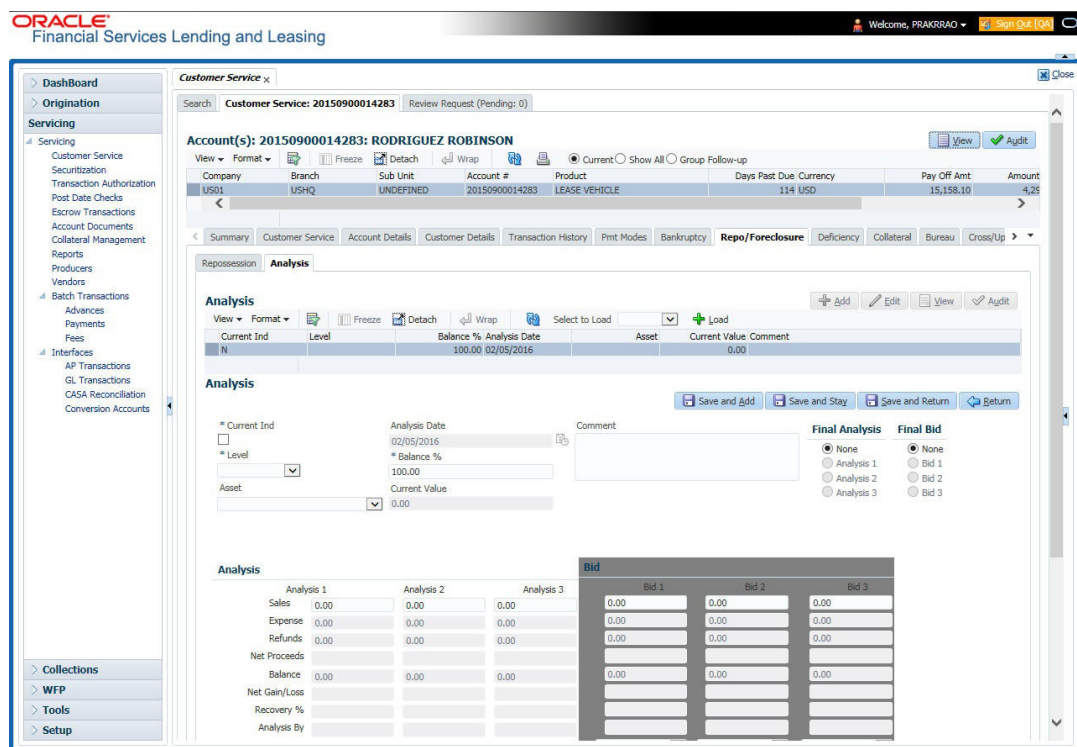 ORACLE
Financial Services Lending and Leasing
Welcome, PRAKRRAO
Sign Out [QA]
Close
DashBoard
Origination
Servicing
Servicing
Customer Service
Securitization
Transaction Authorization
Post Date Checks
Escrow Transactions
Account Documents
Collateral Management
Reports
Producers
Vendors
Batch Transactions
Advances
Payments
Fees
Interfaces
AP Transactions
GL Transactions
CASA Reconciliation
Conversion Accounts
Collections
WFP
Tools
Setup
Customer Service
Search Customer Service: 20150900014283 Review Request (Pending: 0)
Account(s): 20150900014283: RODRIGUEZ ROBINSON
View Audit
View Format Freeze Detach Wrap Current Show All Group Follow-up
Company Branch Sub Unit Account # Product Days Past Due Currency Pay Off Amt Amount
US01 USHQ UNDEFINED 20150900014283 LEASE VEHICLE 114 USD 15,158.10 4,29
Summary Customer Service Account Details Customer Details Transaction History Pmt Modes Bankruptcy Repo/Foreclosure Deficiency Collateral Bureau Cross/Up
Repossession Analysis
Analysis
Add Edit View Audit
View Format Freeze Detach Wrap Select to Load Load
Current Ind Level Balance % Analysis Date Asset Current Value Comment
N 100.00 02/05/2016 0.00
Analysis
Save and Add Save and Stay Save and Return Return
* Current Ind
* Level
Asset
Analysis Date
02/05/2016
* Balance %
100.00
Current Value
0.00
Comment
Final Analysis
None
Analysis 1
Analysis 2
Analysis 3
Final Bid
None
Bid 1
Bid 2
Bid 3
Analysis
Bid
Analysis 1 Analysis 2 Analysis 3 Bid 1 Bid 2 Bid 3
Sales 0.00 0.00 0.00 0.00 0.00 0.00
Expense 0.00 0.00 0.00 0.00 0.00 0.00
Refunds 0.00 0.00 0.00 0.00 0.00 0.00
Net Proceeds
Balance 0.00 0.00 0.00 0.00 0.00 0.00
Net Gain/Loss
Recovery %
Analysis By